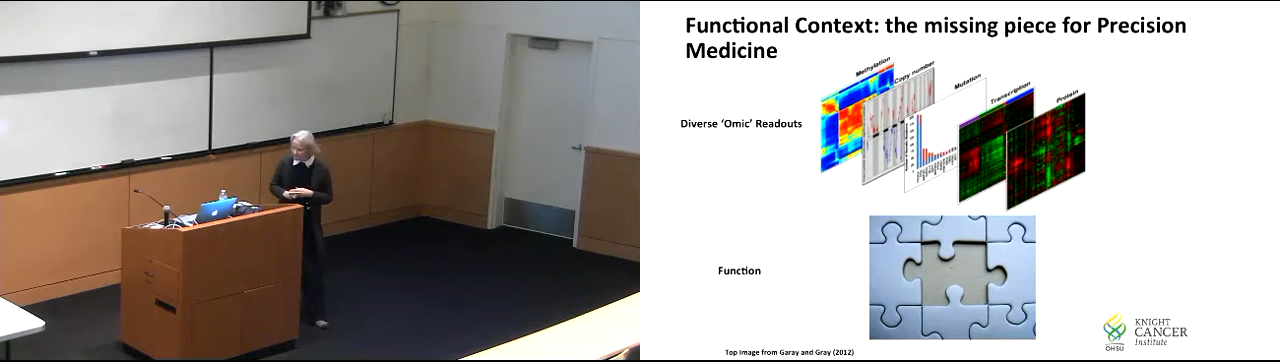 Functional Context: the missing piece for Precision
Medicine
Methylation
Copy number
Mutation
Transcription
Protein
Diverse ‘Omic’ Readouts
Function
KNIGHT
CANCER
Institute
OHSU
Top Image from Garay and Gray (2012)